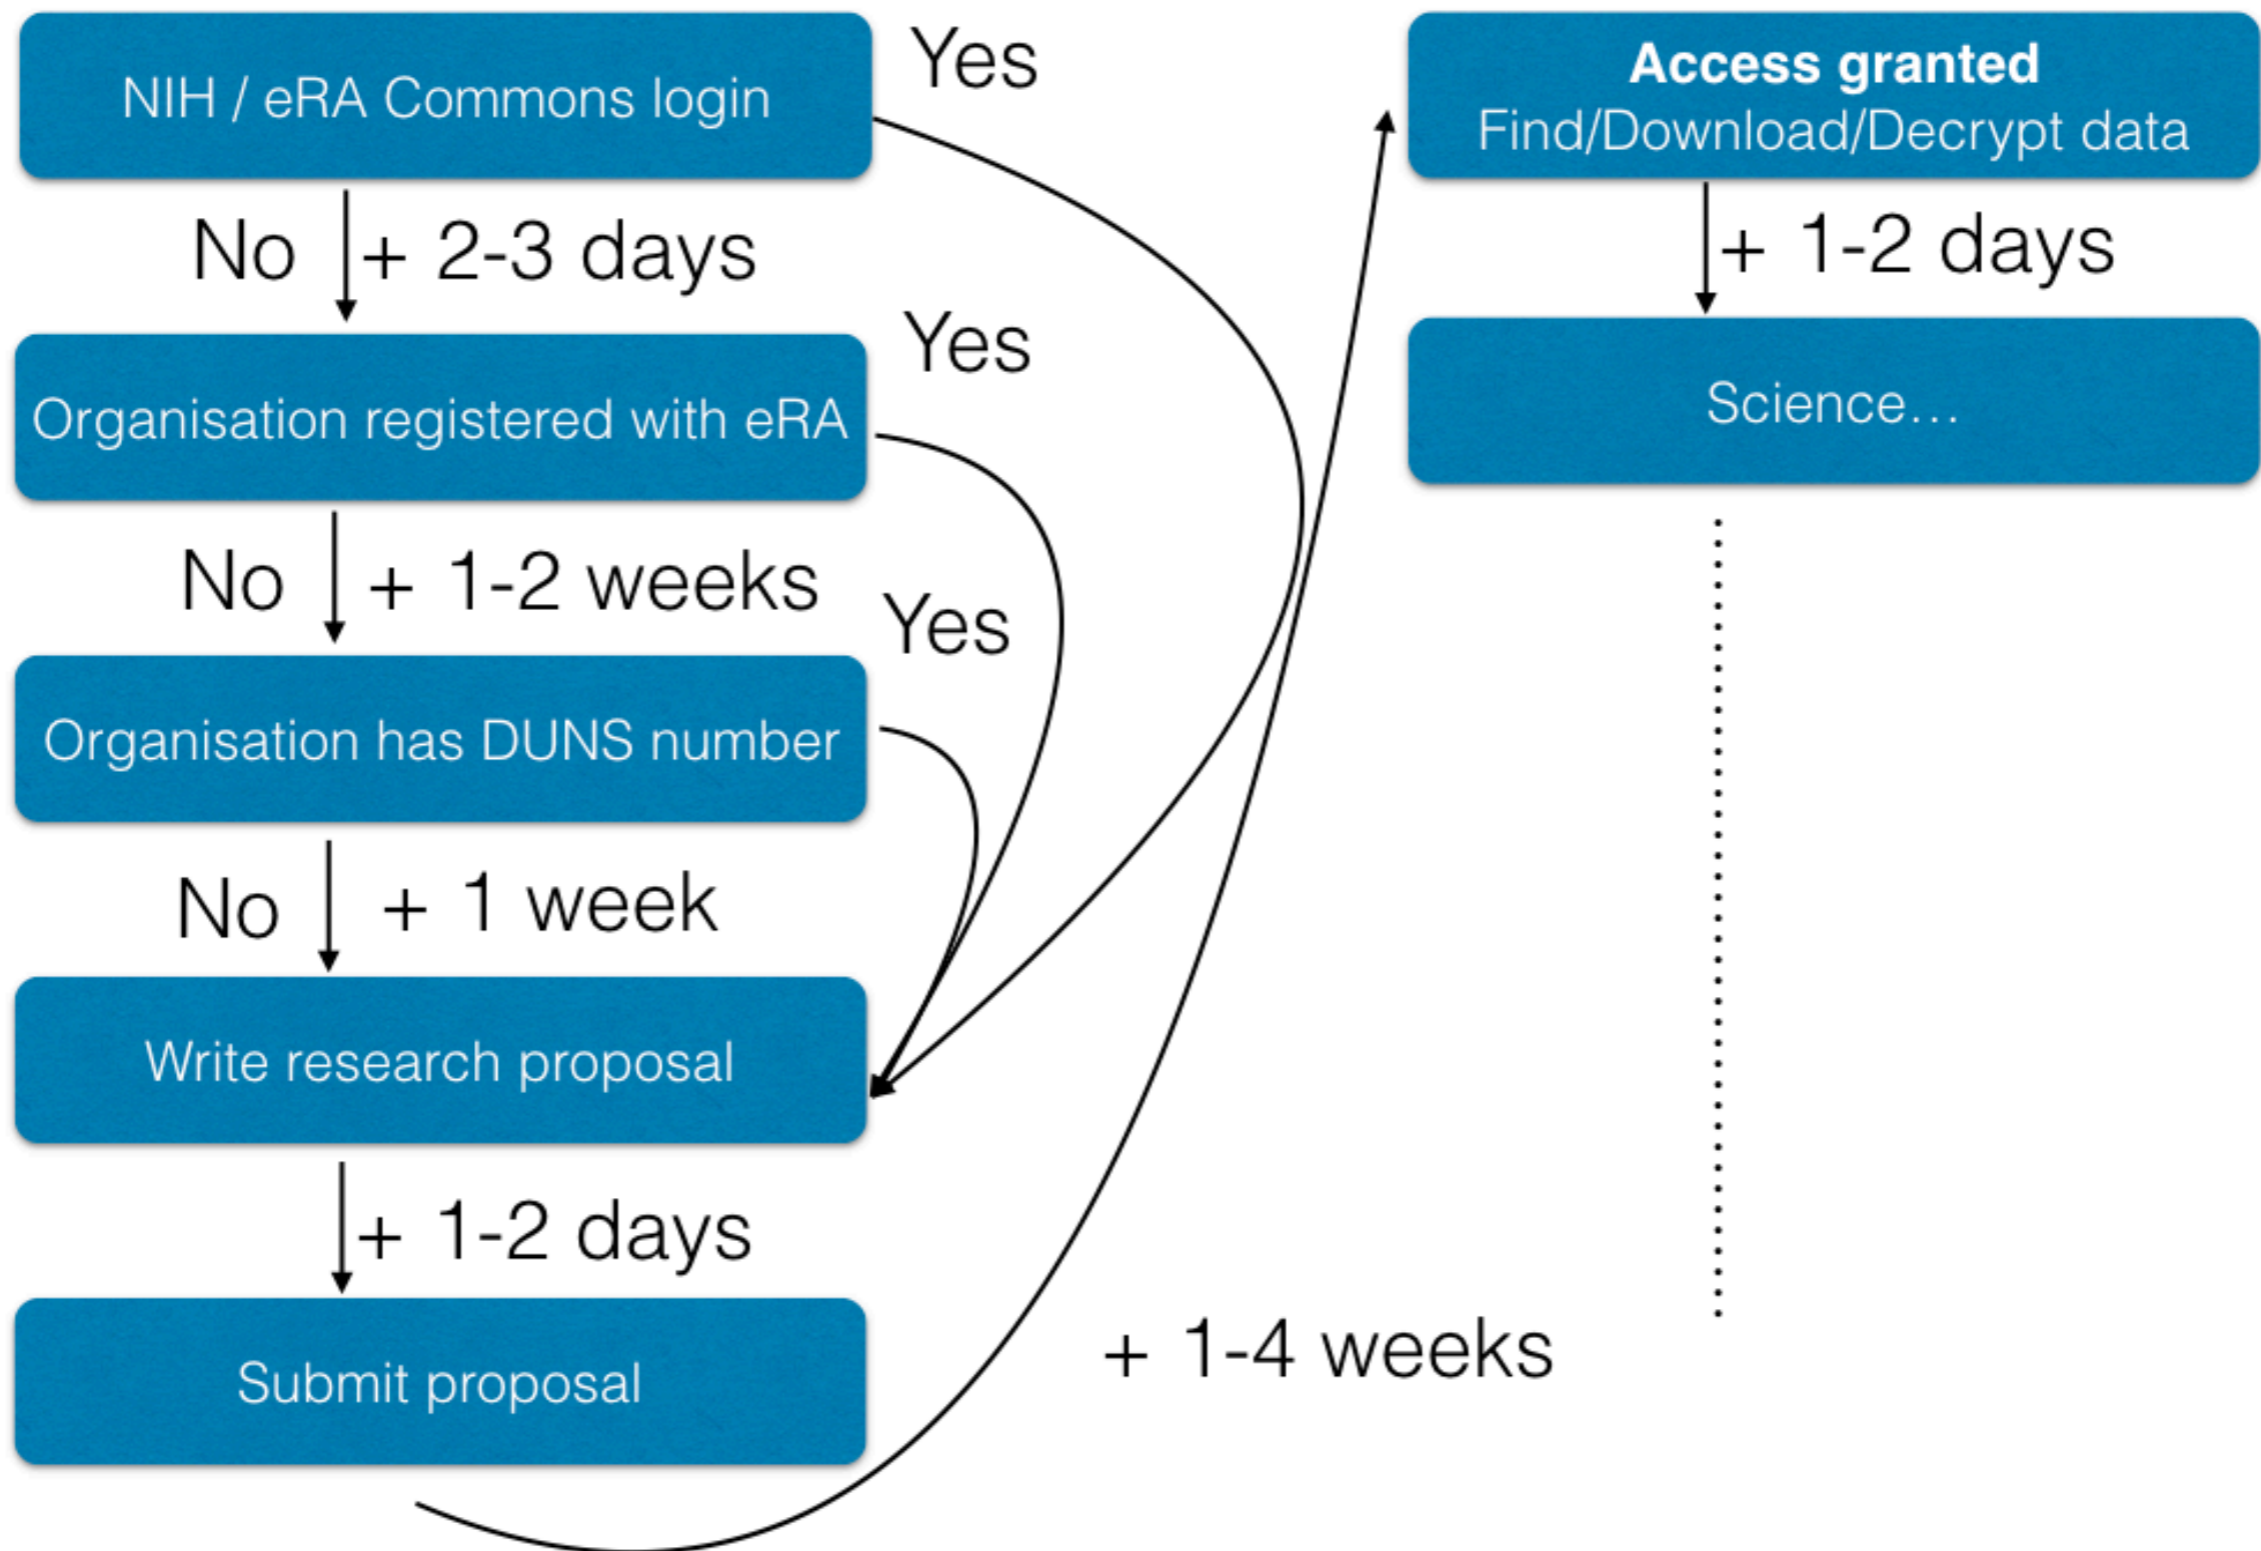 NIH / eRA Commons login
Yes
No
+ 2-3 days
Organisation registered with eRA
Yes
No
+ 1-2 weeks
Organisation has DUNS number
Yes
No
+ 1 week
Write research proposal
+ 1-2 days
Submit proposal
+ 1-4 weeks
Access granted
Find/Download/Decrypt data
+ 1-2 days
Science...